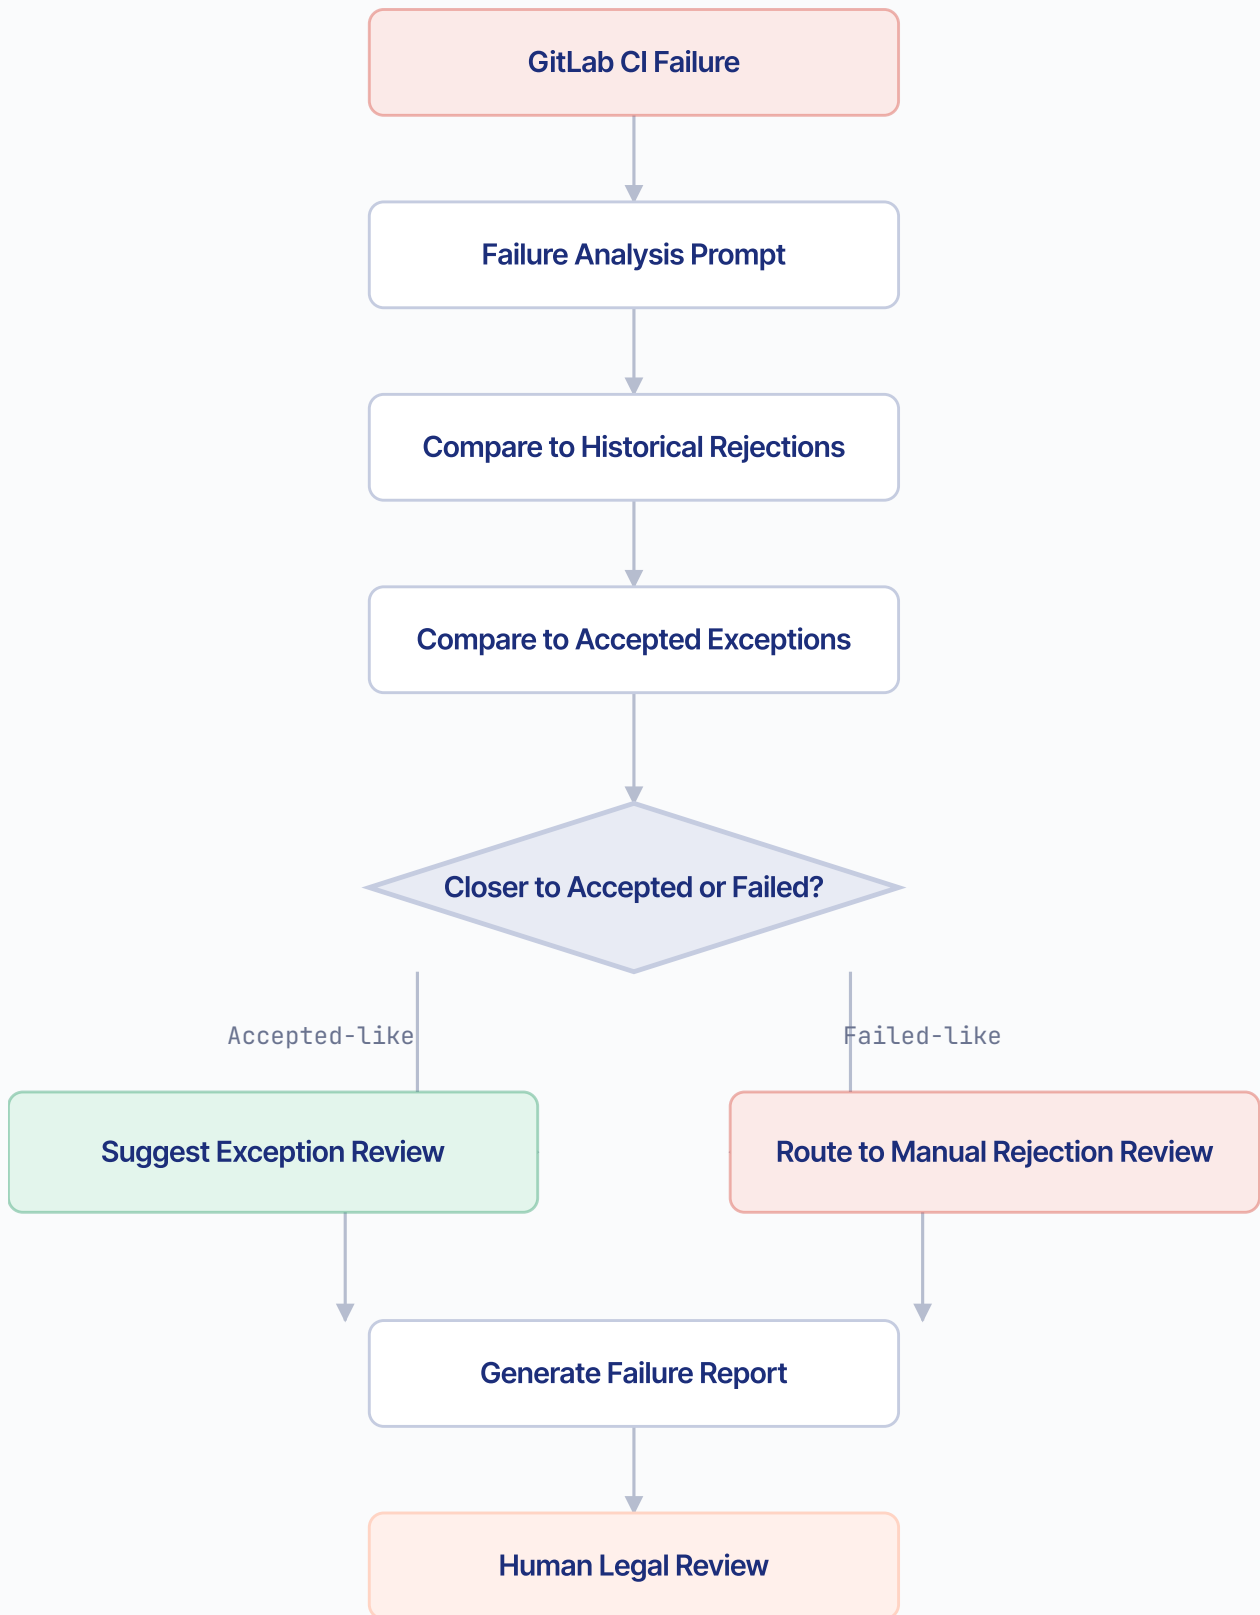 GitLab CI Failure
Failure Analysis Prompt
Compare to Historical Rejections
Compare to Accepted Exceptions
Closer to Accepted or Failed?
Accepted-like
Failed-like
Suggest Exception Review
Route to Manual Rejection Review
Generate Failure Report
Human Legal Review